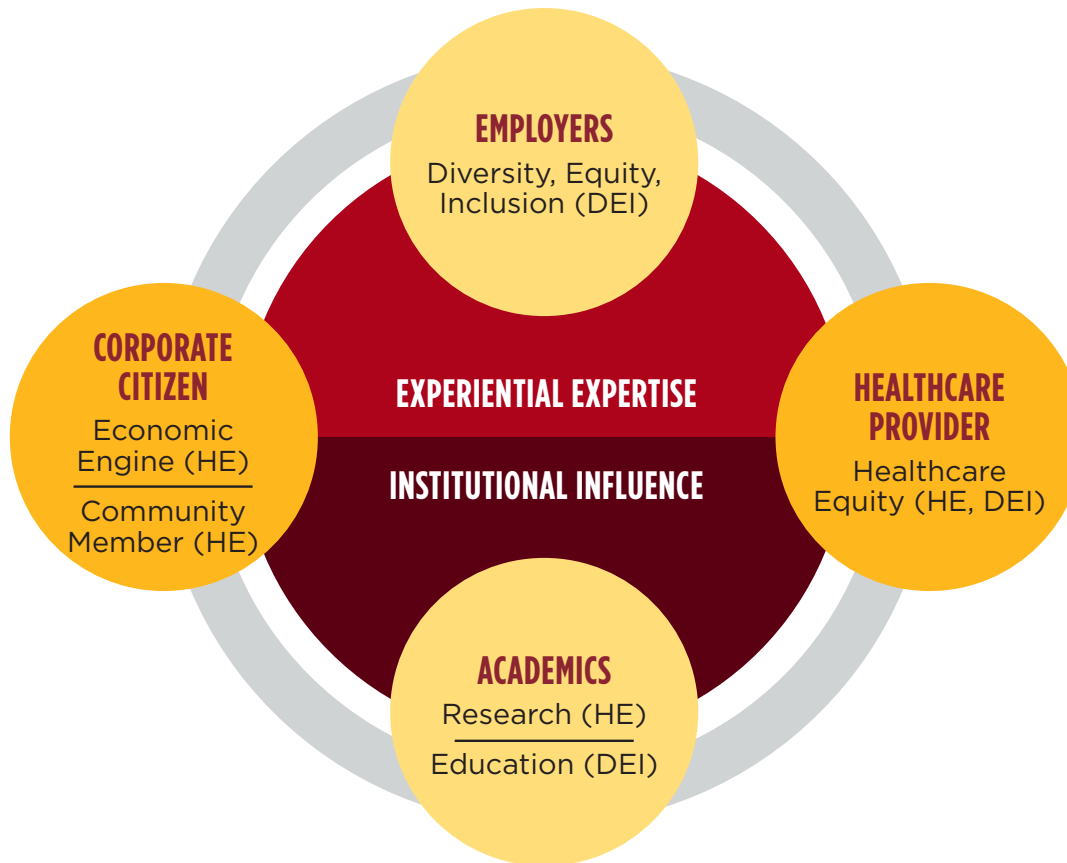 EMPLOYERS
Diversity, Equity,
Inclusion (DEI)
CORPORATE
CITIZEN
Economic
Engine (HE)
Community
Member (HE)
EXPERIENTIAL EXPERTISE
INSTITUTIONAL INFLUENCE
HEALTHCARE
PROVIDER
Healthcare
Equity (HE, DEI)
ACADEMICS
Research (HE)
Education (DEI)